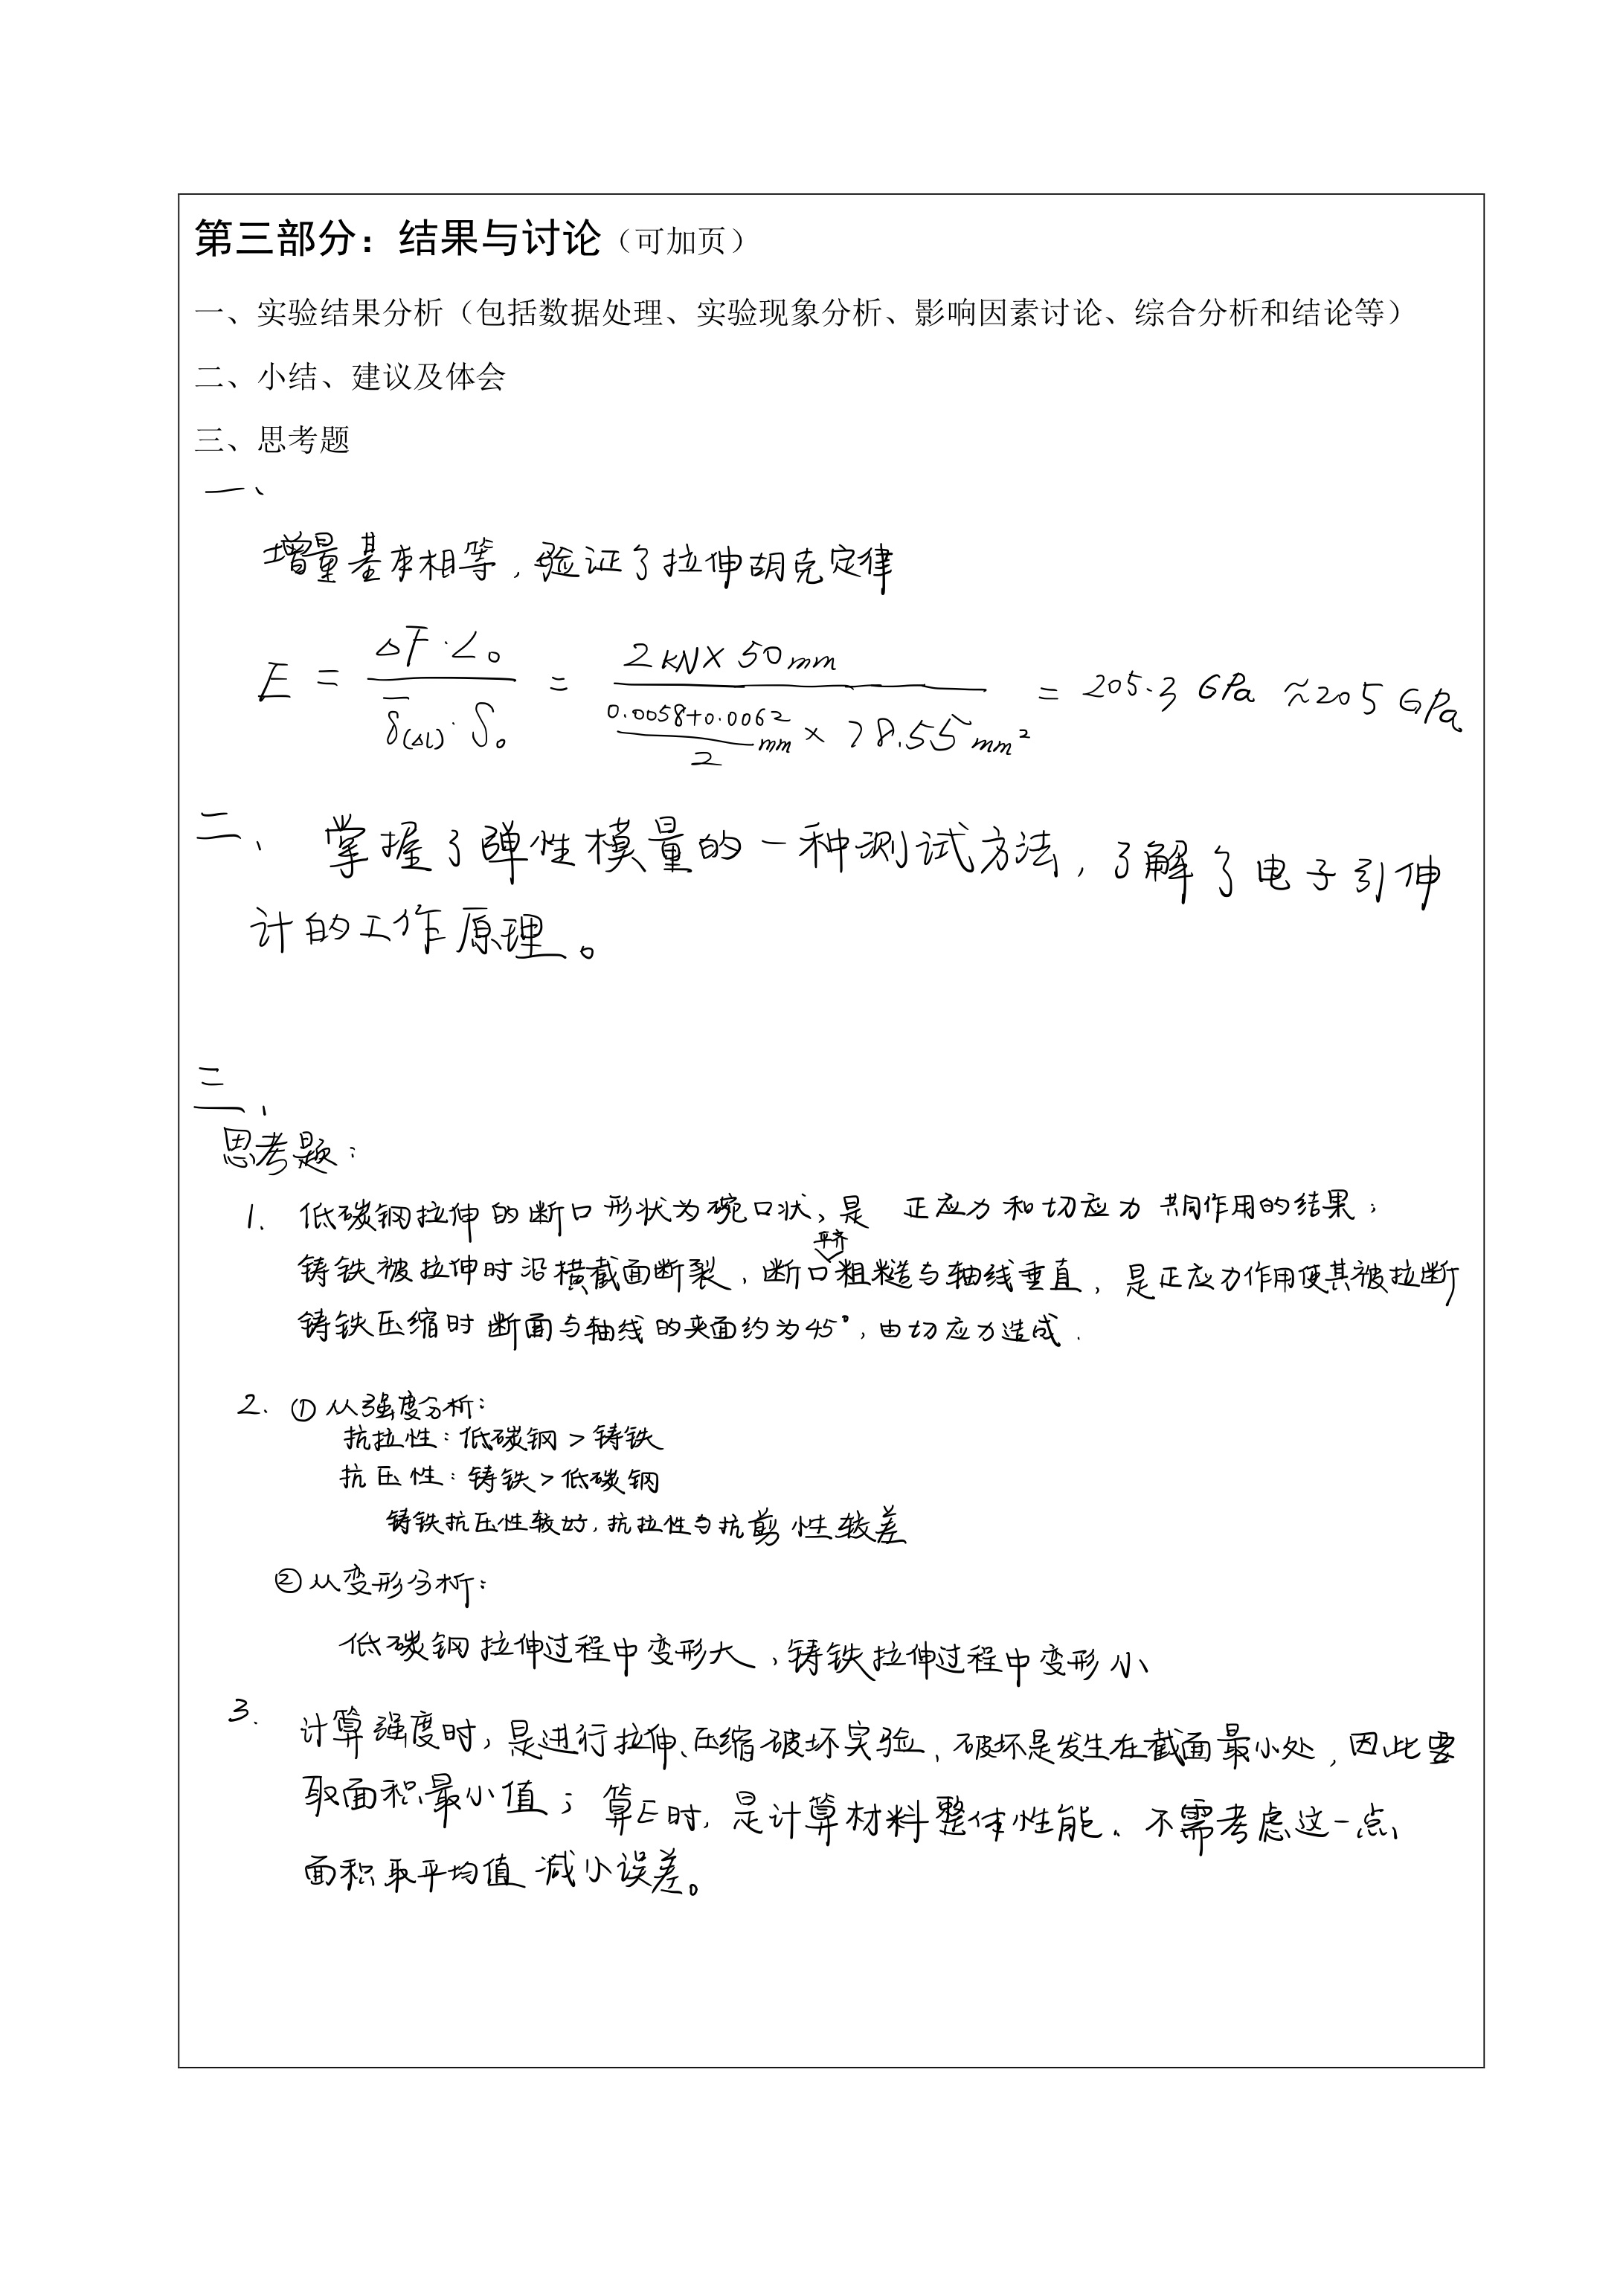 第三部分：结果与讨论（可加页）
一、实验结果分析（包括数据处理、实验现象分析、影响因素讨论、综合分析和结论等）
二、小结、建议及体会
三、思考题
一、
增量基本相等，验证了拉伸胡克定律
E = ΔF·L₀ / (δ̄(Δl)·S₀) = 2kN×50mm / ((0.0058+0.0062)/2 mm × 78.55mm²) = 205.3 GPa ≈205 GPa
二、掌握了弹性模量的一种测试方法，了解了电子引伸
计的工作原理。
三、
思考题：
1. 低碳钢拉伸的断口形状为碗口状，是 正应力和切应力 共同作用的结果；
平齐
铸铁被拉伸时沿横截面断裂，断口粗糙与轴线垂直，是正应力作用使其被拉断
铸铁压缩时断面与轴线的夹面约为45°，由切应力造成.
2. ①从强度分析：
抗拉性：低碳钢＞铸铁
抗压性：铸铁＞低碳钢
铸铁抗压性较好，抗拉性与抗剪性较差
②从变形分析：
低碳钢拉伸过程中变形大，铸铁拉伸过程中变形小
3. 计算强度时，是进行拉伸、压缩破坏实验，破坏是发生在截面最小处，因此要
取面积最小值；算E时，是计算材料整体性能、不需考虑这一点，
面积取平均值减小误差。